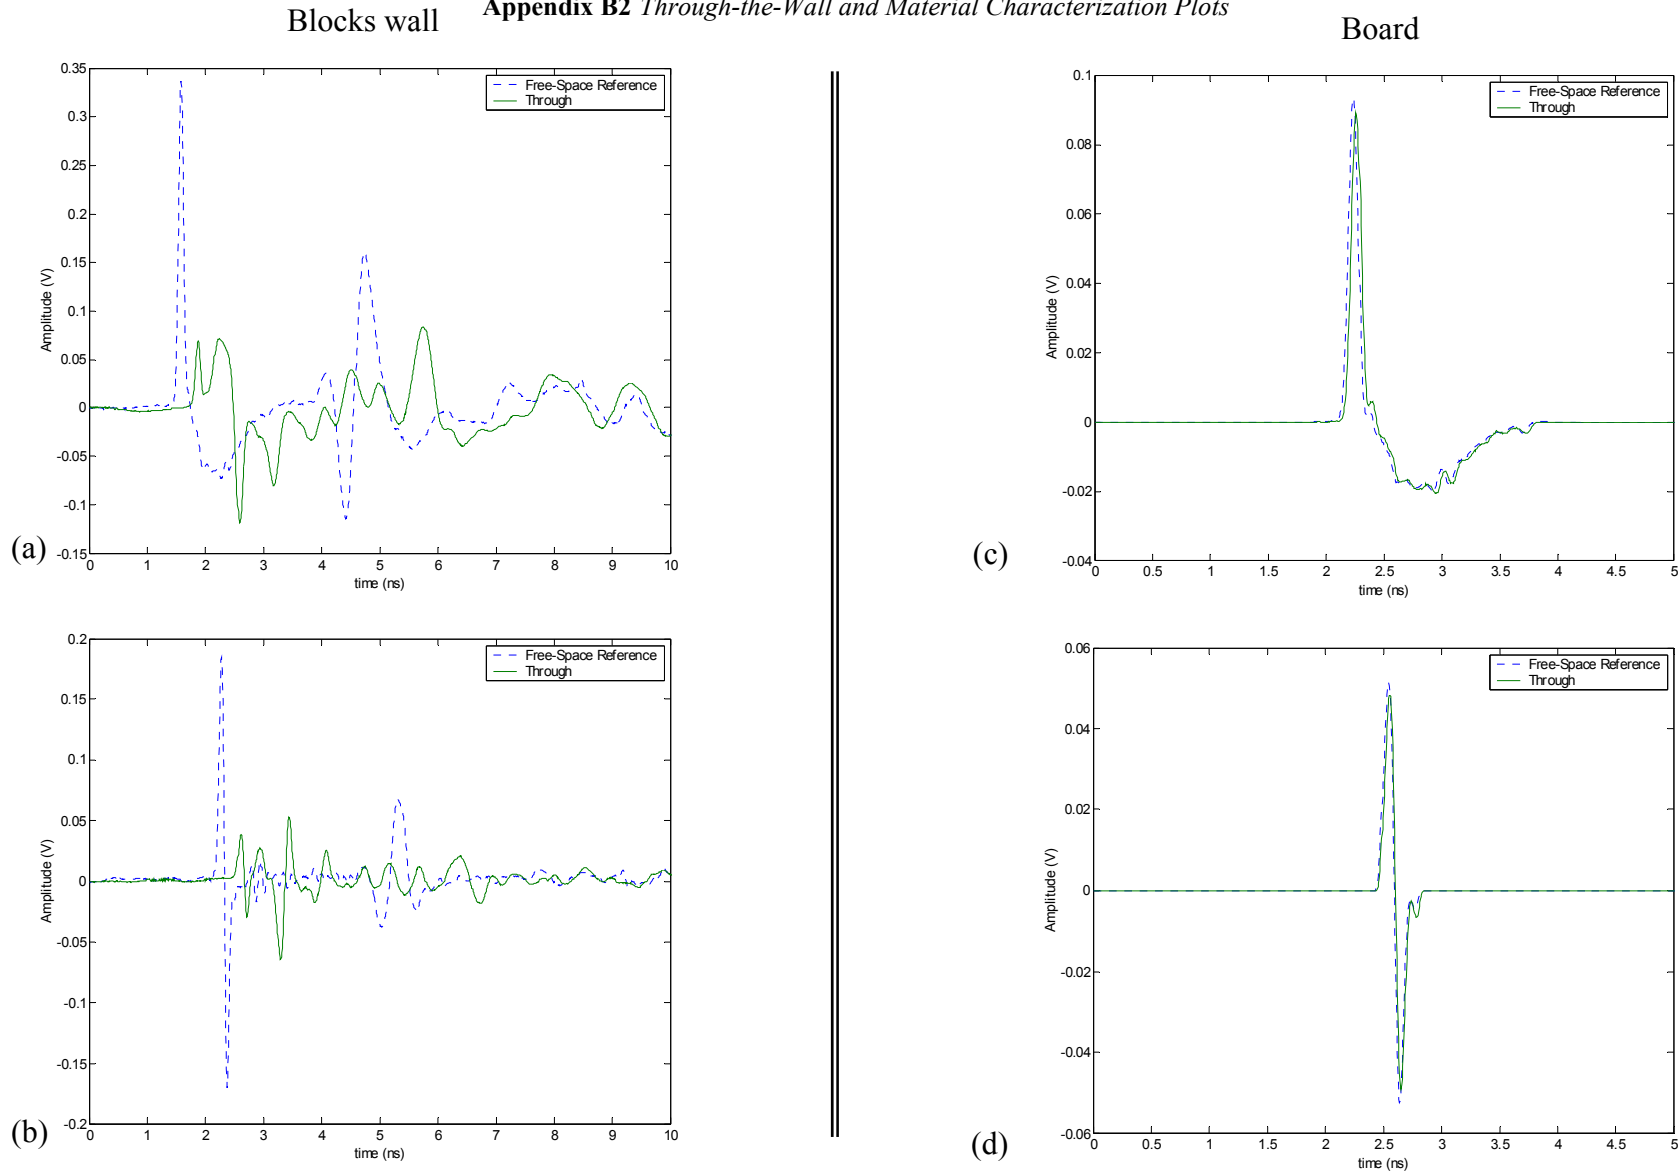 Appendix B2 Through-the-Wall and Material Characterization Plots
Blocks wall
Board
0.35
0.3
0.25
0.2
0.15
0.1
0.05
0
-0.05
-0.1
-0.15
Amplitude (V)
Free-Space Reference
Through
0 1 2 3 4 5 6 7 8 9 10
time (ns)
(a)
0.2
0.15
0.1
0.05
0
-0.05
-0.1
-0.15
-0.2
Amplitude (V)
Free-Space Reference
Through
0 1 2 3 4 5 6 7 8 9 10
time (ns)
(b)
0.1
0.08
0.06
0.04
0.02
0
-0.02
-0.04
Amplitude (V)
Free-Space Reference
Through
0 0.5 1 1.5 2 2.5 3 3.5 4 4.5 5
time (ns)
(c)
0.06
0.04
0.02
0
-0.02
-0.04
-0.06
Amplitude (V)
Free-Space Reference
Through
0 0.5 1 1.5 2 2.5 3 3.5 4 4.5 5
time (ns)
(d)